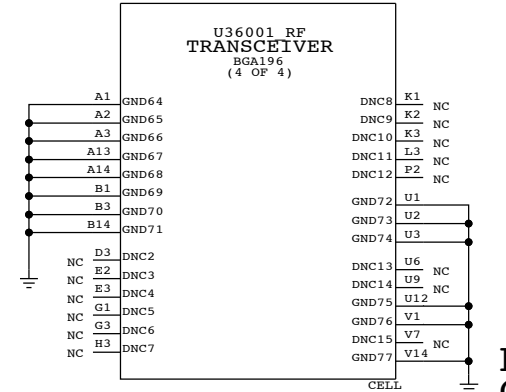 U36001_RF
TRANSCEIVER
BGA196
(4 OF 4)
A1 GND64
A2 GND65
A3 GND66
A13 GND67
A14 GND68
B1 GND69
B3 GND70
B14 GND71
NC D3 DNC2
NC E2 DNC3
NC E3 DNC4
NC G1 DNC5
NC G3 DNC6
NC H3 DNC7
DNC8 K1 NC
DNC9 K2 NC
DNC10 K3 NC
DNC11 L3 NC
DNC12 P2 NC
GND72 U1
GND73 U2
GND74 U3
DNC13 U6 NC
DNC14 U9 NC
GND75 U12
GND76 V1
DNC15 V7 NC
GND77 V14
CELL